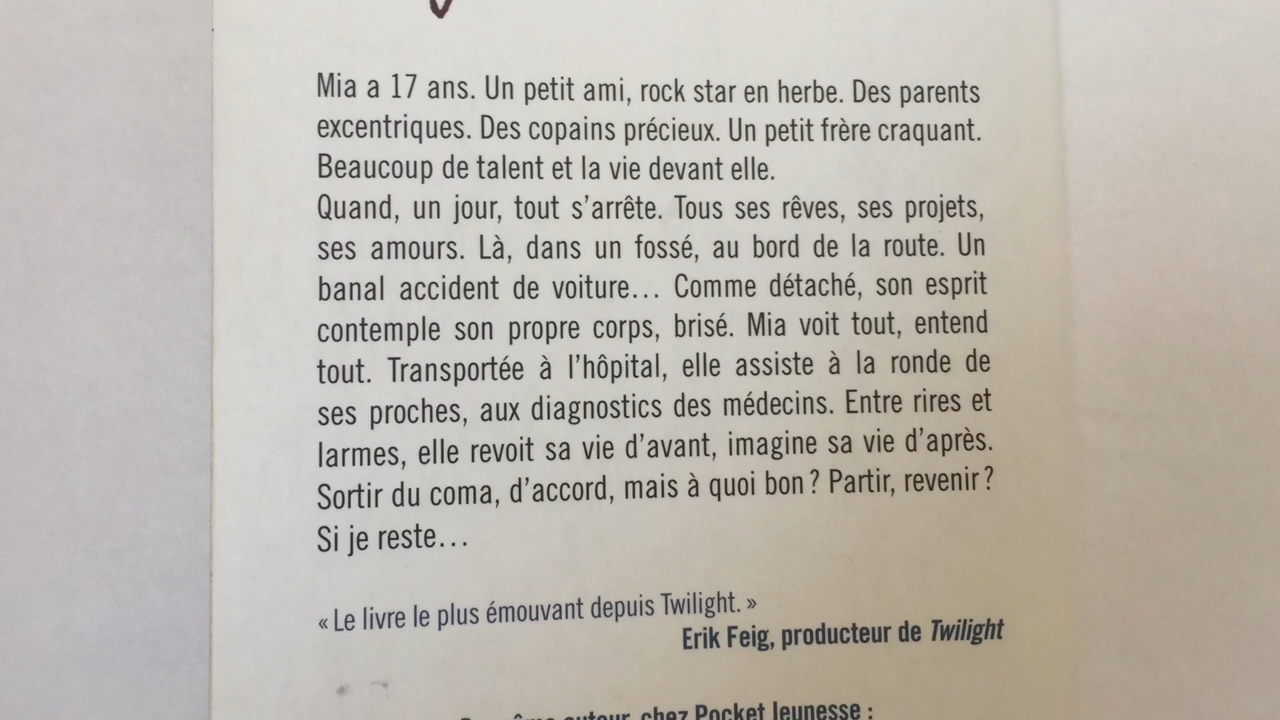 Mia a 17 ans. Un petit ami, rock star en herbe. Des parents
excentriques. Des copains précieux. Un petit frère craquant.
Beaucoup de talent et la vie devant elle.
Quand, un jour, tout s'arrête. Tous ses rêves, ses projets,
ses amours. Là, dans un fossé, au bord de la route. Un
banal accident de voiture… Comme détaché, son esprit
contemple son propre corps, brisé. Mia voit tout, entend
tout. Transportée à l'hôpital, elle assiste à la ronde de
ses proches, aux diagnostics des médecins. Entre rires et
larmes, elle revoit sa vie d'avant, imagine sa vie d'après.
Sortir du coma, d'accord, mais à quoi bon ? Partir, revenir ?
Si je reste…
« Le livre le plus émouvant depuis Twilight. »
Erik Feig, producteur de Twilight
même auteur, chez Pocket Jeunesse :